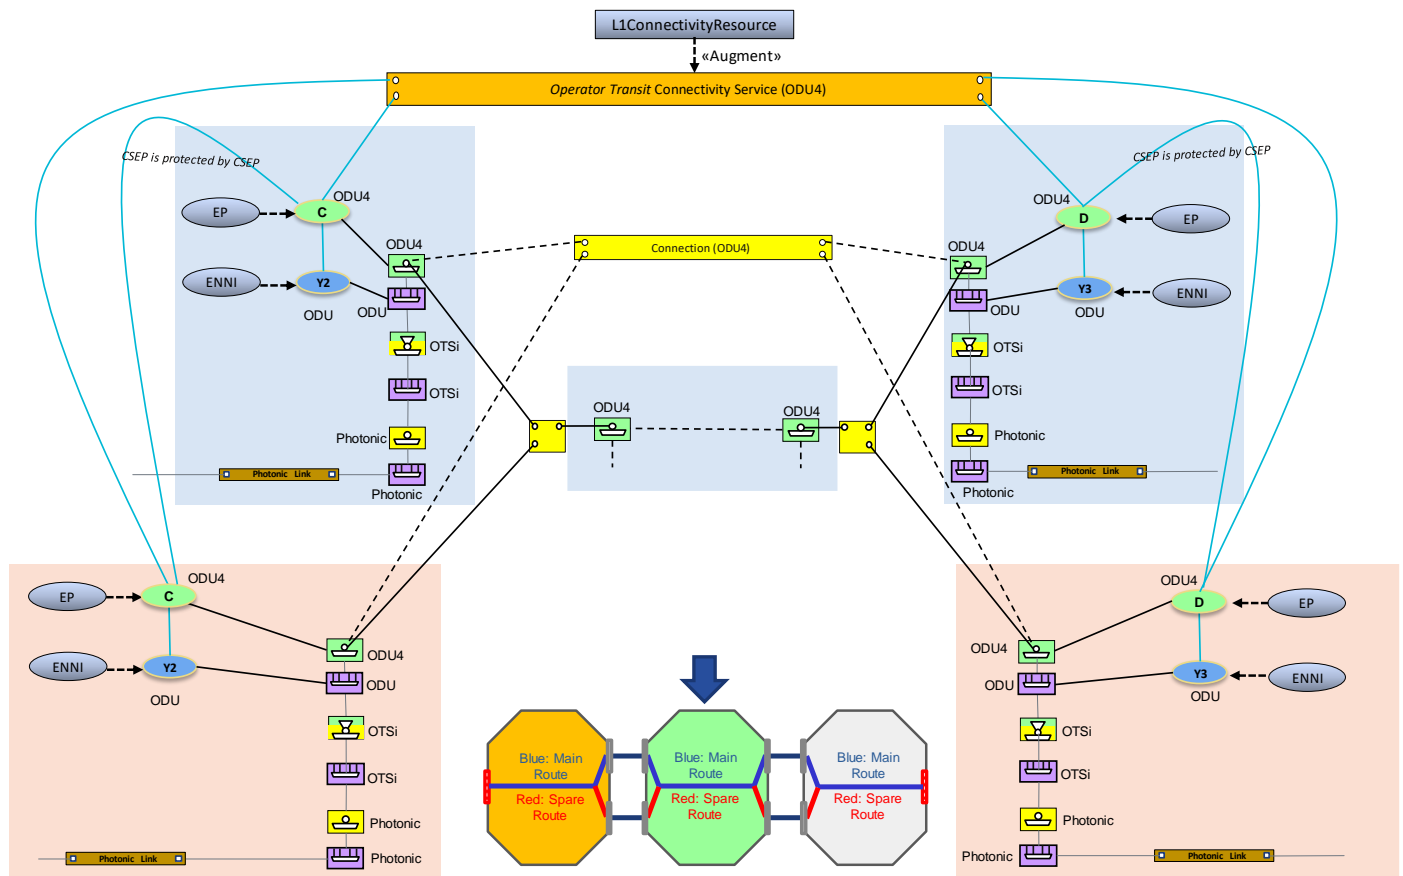 L1ConnectivityResource
«Augment»
Operator Transit Connectivity Service (ODU4)
CSEP is protected by CSEP
ODU4
EP
C
ODU4
ENNI
Y2
ODU
ODU
OTSi
OTSi
Photonic
Photonic Link
Photonic
Connection (ODU4)
ODU4
ODU4
CSEP is protected by CSEP
ODU4
D
EP
ODU4
Y3
ENNI
ODU
ODU
OTSi
OTSi
Photonic
Photonic Link
Photonic
ODU4
EP
C
ENNI
Y2
ODU
ODU4
ODU
OTSi
OTSi
Photonic
Photonic Link
Photonic
ODU4
D
EP
ODU4
Y3
ENNI
ODU
ODU
OTSi
OTSi
Photonic
Photonic
Photonic Link
Blue: Main
Route
Red: Spare
Route
Blue: Main
Route
Red: Spare
Route
Blue: Main
Route
Red: Spare
Route